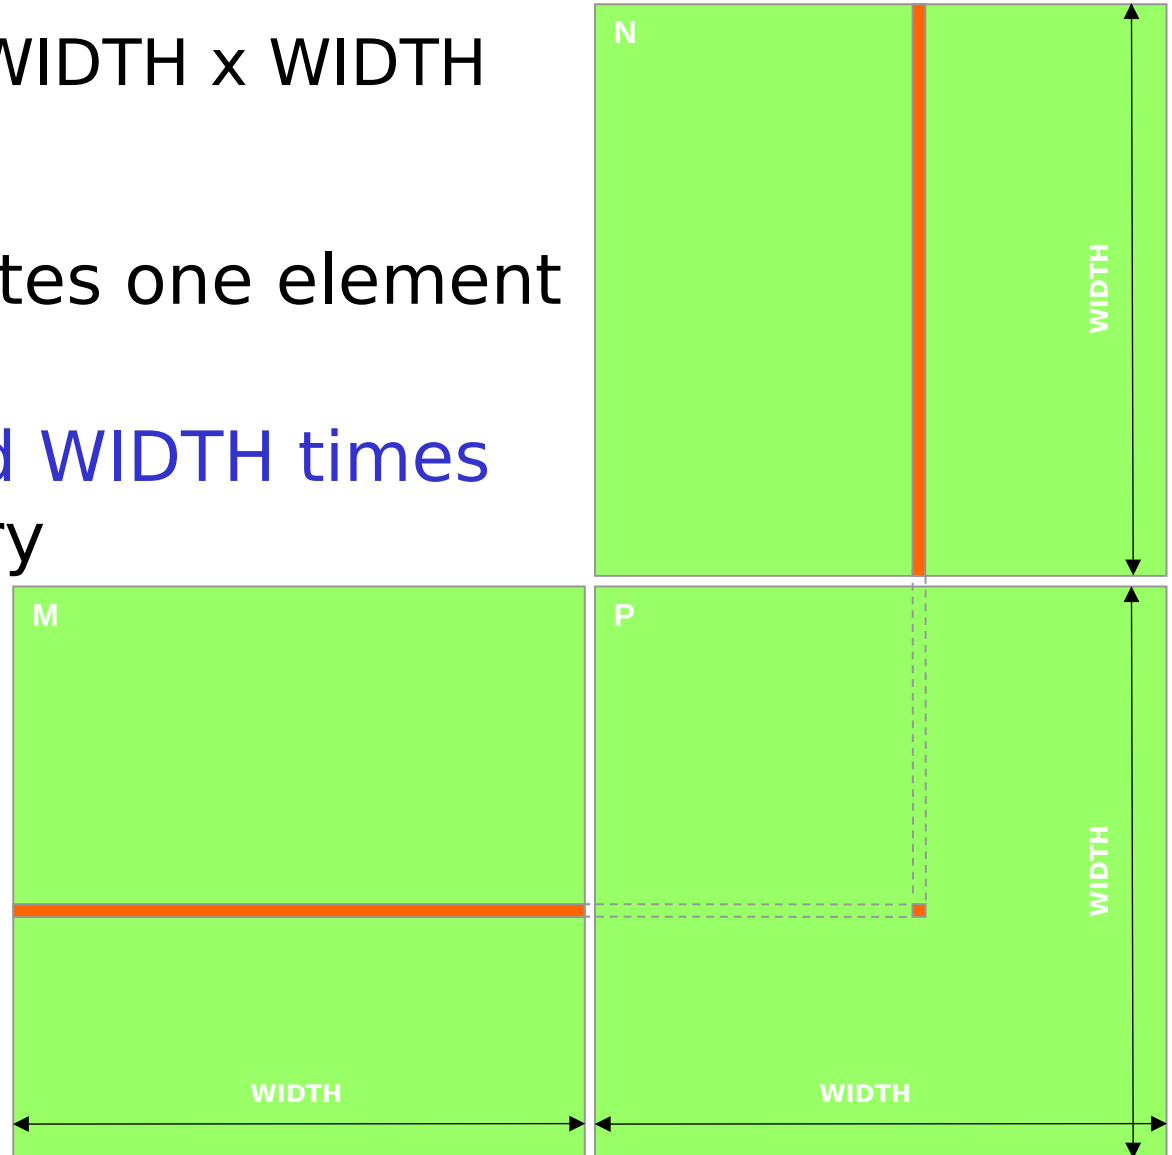 WIDTH x WIDTH
tes one element
d WIDTH times
ry
N
WIDTH
M
P
WIDTH
WIDTH
WIDTH